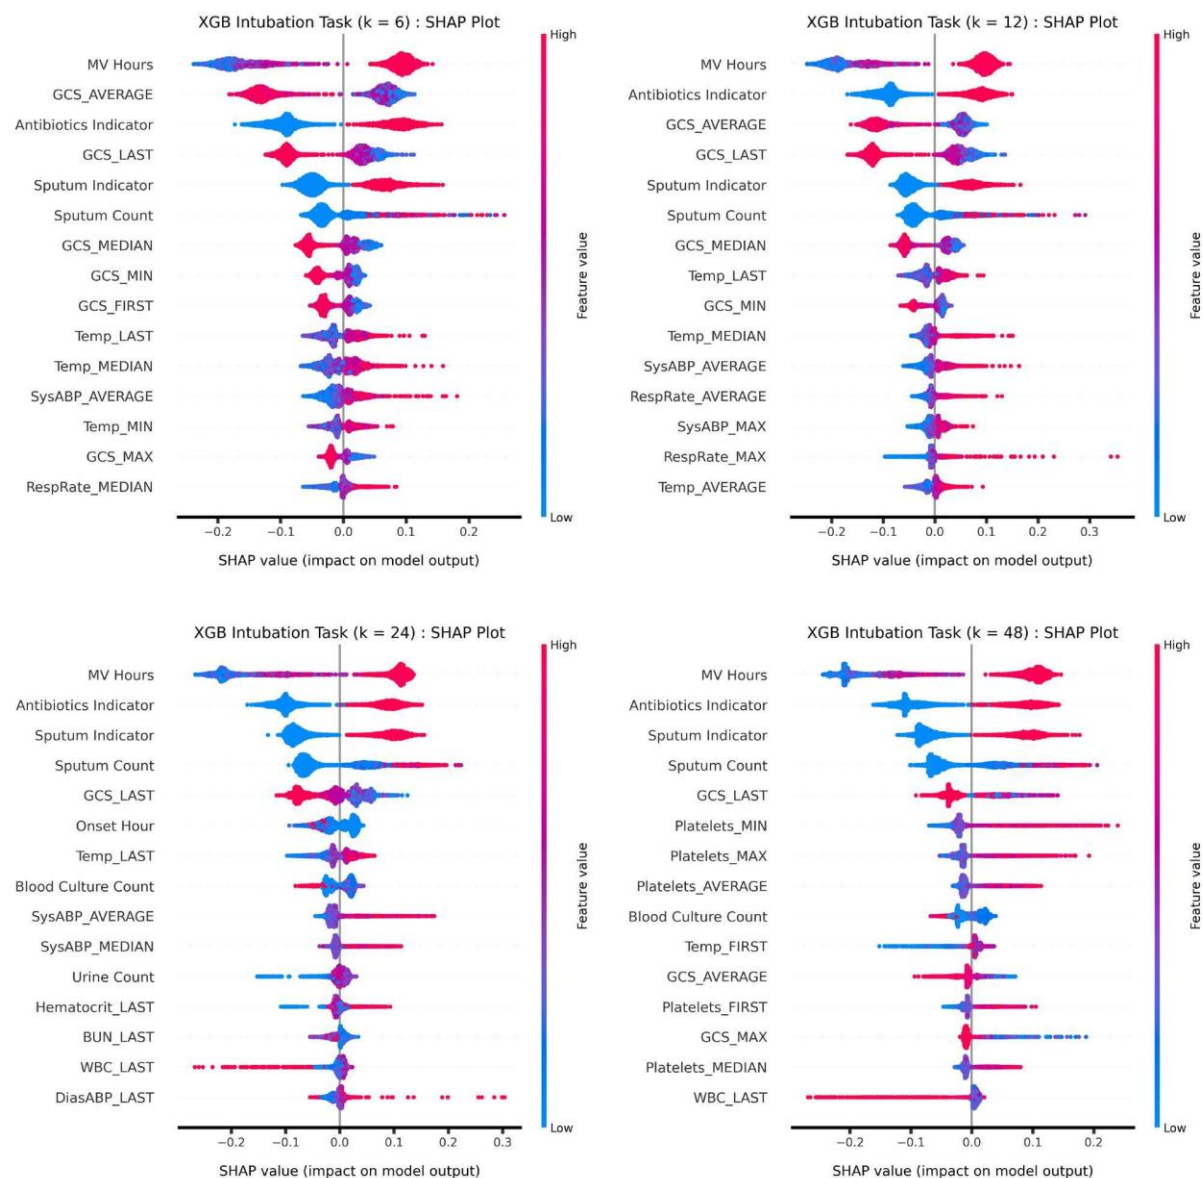 XGB Intubation Task (k = 6) : SHAP Plot
High
MV Hours
GCS_AVERAGE
Antibiotics Indicator
GCS_LAST
Sputum Indicator
Sputum Count
GCS_MEDIAN
GCS_MIN
GCS_FIRST
Temp_LAST
Temp_MEDIAN
SysABP_AVERAGE
Temp_MIN
GCS_MAX
RespRate_MEDIAN
Feature value
Low
−0.2 −0.1 0.0 0.1 0.2
SHAP value (impact on model output)
XGB Intubation Task (k = 12) : SHAP Plot
High
MV Hours
Antibiotics Indicator
GCS_AVERAGE
GCS_LAST
Sputum Indicator
Sputum Count
GCS_MEDIAN
Temp_LAST
GCS_MIN
Temp_MEDIAN
SysABP_AVERAGE
RespRate_AVERAGE
SysABP_MAX
RespRate_MAX
Temp_AVERAGE
Feature value
Low
−0.2 −0.1 0.0 0.1 0.2 0.3
SHAP value (impact on model output)
XGB Intubation Task (k = 24) : SHAP Plot
High
MV Hours
Antibiotics Indicator
Sputum Indicator
Sputum Count
GCS_LAST
Onset Hour
Temp_LAST
Blood Culture Count
SysABP_AVERAGE
SysABP_MEDIAN
Urine Count
Hematocrit_LAST
BUN_LAST
WBC_LAST
DiasABP_LAST
Feature value
Low
−0.2 −0.1 0.0 0.1 0.2 0.3
SHAP value (impact on model output)
XGB Intubation Task (k = 48) : SHAP Plot
High
MV Hours
Antibiotics Indicator
Sputum Indicator
Sputum Count
GCS_LAST
Platelets_MIN
Platelets_MAX
Platelets_AVERAGE
Blood Culture Count
Temp_FIRST
GCS_AVERAGE
Platelets_FIRST
GCS_MAX
Platelets_MEDIAN
WBC_LAST
Feature value
Low
−0.2 −0.1 0.0 0.1 0.2
SHAP value (impact on model output)